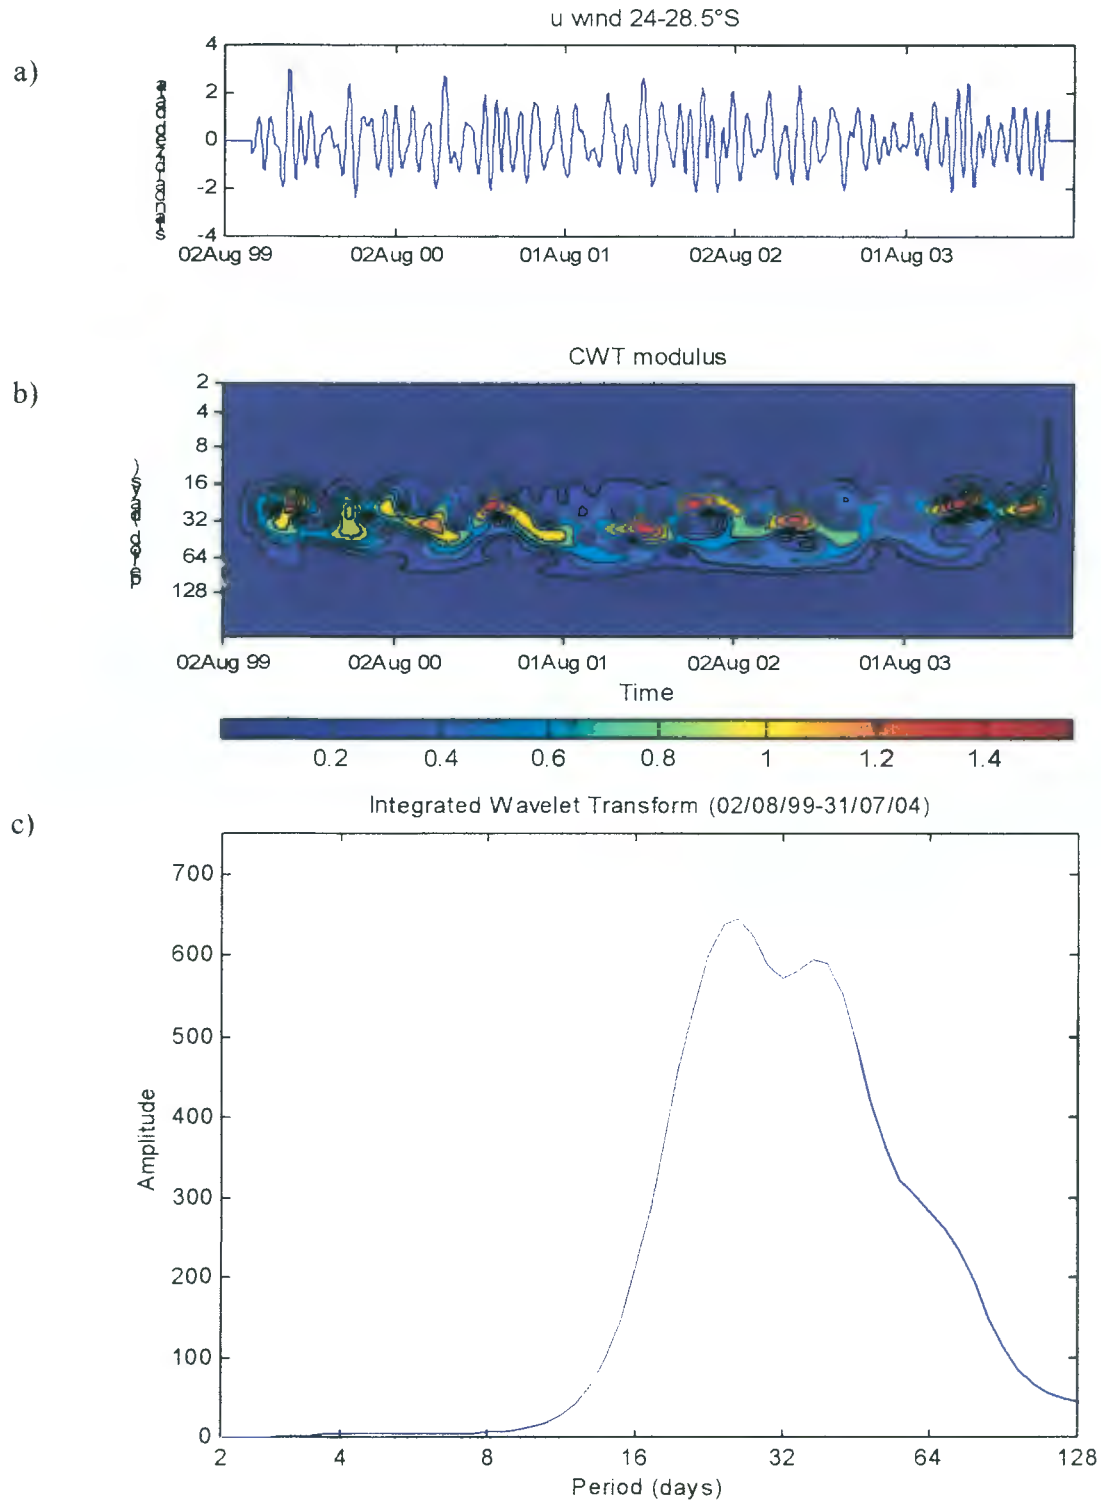 u wind 24-28.5°S
a)
4
2
0
-2
-4
02Aug 99 02Aug 00 01Aug 01 02Aug 02 01Aug 03
CWT modulus
b)
2
4
8
16
32
64
128
02Aug 99 02Aug 00 01Aug 01 02Aug 02 01Aug 03
Time
0.2 0.4 0.6 0.8 1 1.2 1.4
Integrated Wavelet Transform (02/08/99-31/07/04)
c)
700
600
500
400
300
200
100
0
Amplitude
2 4 8 16 32 64 128
Period (days)